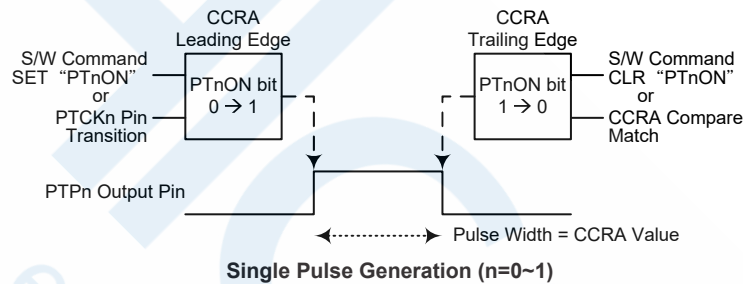 CCRA
Leading Edge
S/W Command
SET “PTnON”
or
PTCKn Pin
Transition
PTnON bit
0 → 1
CCRA
Trailing Edge
PTnON bit
1 → 0
S/W Command
CLR “PTnON”
or
CCRA Compare
Match
PTPn Output Pin
Pulse Width = CCRA Value
Single Pulse Generation (n=0~1)